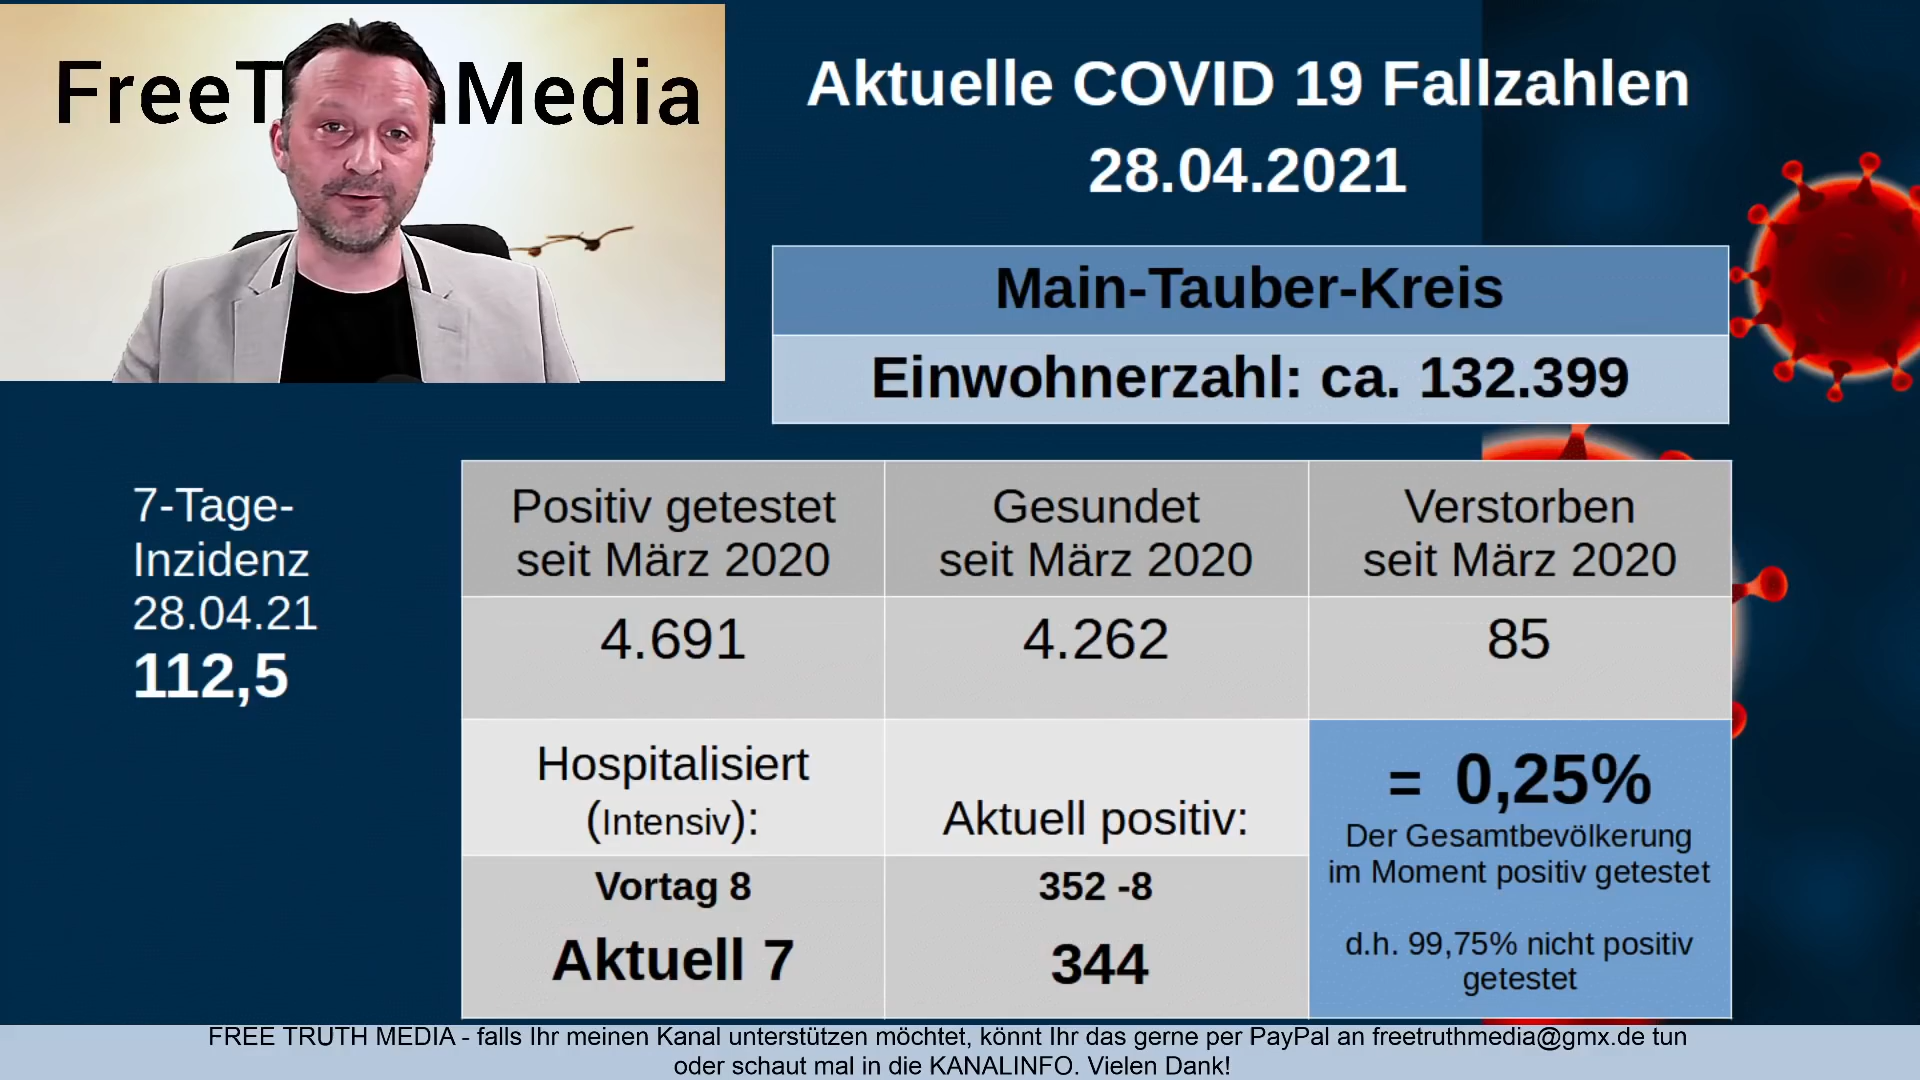 FreeT Media
Aktuelle COVID 19 Fallzahlen
28.04.2021
Main-Tauber-Kreis
Einwohnerzahl: ca. 132.399
7-Tage-
Inzidenz
28.04.21
112,5
Positiv getestet
seit März 2020
Gesundet
seit März 2020
Verstorben
seit März 2020
4.691
4.262
85
Hospitalisiert
(Intensiv):
Aktuell positiv:
= 0,25%
Der Gesamtbevölkerung
im Moment positiv getestet
d.h. 99,75% nicht positiv
getestet
Vortag 8
Aktuell 7
352 -8
344
FREE TRUTH MEDIA - falls Ihr meinen Kanal unterstützen möchtet, könnt Ihr das gerne per PayPal an freetruthmedia@gmx.de tun
oder schaut mal in die KANALINFO. Vielen Dank!